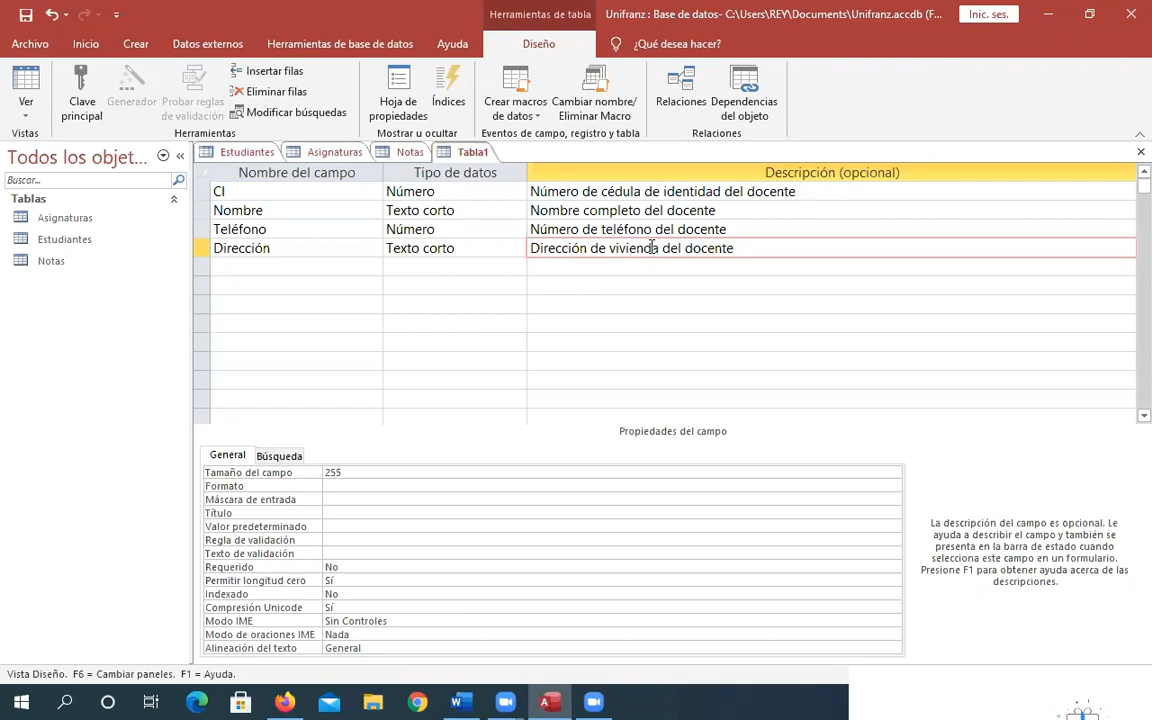 Herramientas de tabla
Unifranz : Base de datos- C:\Users\REY\Documents\Unifranz.accdb (F...
Inic. ses.
Archivo
Inicio
Crear
Datos externos
Herramientas de base de datos
Ayuda
Diseño
¿Qué desea hacer?
Ver
Clave principal
Generador
Probar reglas de validación
Insertar filas
Eliminar filas
Modificar búsquedas
Hoja de propiedades
Índices
Crear macros de datos
Cambiar nombre/ Eliminar Macro
Relaciones
Dependencias del objeto
Vistas
Herramientas
Mostrar u ocultar
Eventos de campo, registro y tabla
Relaciones
Todos los objet...
Buscar...
Tablas
Asignaturas
Estudiantes
Notas
Estudiantes
Asignaturas
Notas
Tabla1
Nombre del campo
Tipo de datos
Descripción (opcional)
CI
Número
Número de cédula de identidad del docente
Nombre
Texto corto
Nombre completo del docente
Teléfono
Número
Número de teléfono del docente
Dirección
Texto corto
Dirección de vivienda del docente
Propiedades del campo
General
Búsqueda
Tamaño del campo
255
Formato
Máscara de entrada
Título
Valor predeterminado
Regla de validación
Texto de validación
Requerido
No
Permitir longitud cero
Sí
Indexado
No
Compresión Unicode
Sí
Modo IME
Sin Controles
Modo de oraciones IME
Nada
Alineación del texto
General
La descripción del campo es opcional. Le
ayuda a describir el campo y también se
presenta en la barra de estado cuando
selecciona este campo en un formulario.
Presione F1 para obtener ayuda acerca de las
descripciones.
Vista Diseño.   F6 = Cambiar paneles.   F1 = Ayuda.